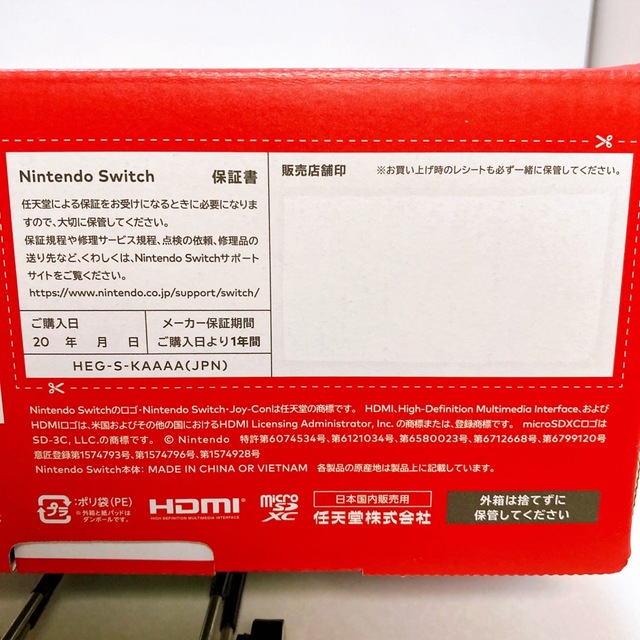 Nintendo Switch 保証書
任天堂による保証をお受けになるときに必要になりま
すので、大切に保管してください。
保証規程や修理サービス規程、点検の依頼、修理品の
送り先など、くわしくは、Nintendo Switchサポート
サイトをご覧ください。
https://www.nintendo.co.jp/support/switch/
ご購入日 メーカー保証期間
20 年 月 日 ご購入日より1年間
HEG-S-KAAAA(JPN)
販売店舗印 ※お買い上げ時のレシートも必ず一緒に保管してください。
Nintendo Switchのロゴ・Nintendo Switch・Joy-Conは任天堂の商標です。 HDMI、High-Definition Multimedia Interface、および
HDMIロゴは、米国およびその他の国におけるHDMI Licensing Administrator, Inc. の商標または、登録商標です。 microSDXCロゴは
SD-3C, LLC.の商標です。 © Nintendo 特許第6074534号、第6121034号、第6580023号、第6712668号、第6799120号
意匠登録第1574793号、第1574796号、第1574928号
Nintendo Switch本体: MADE IN CHINA OR VIETNAM 各製品の原産地は製品上に記載しています。
プラ :ポリ袋(PE)
※外箱と紙パッドは
ダンボールです。
HDMI
HIGH DEFINITION MULTIMEDIA INTERFACE
micro
SD
XC
日本国内販売用
任天堂株式会社
外箱は捨てずに
保管してください